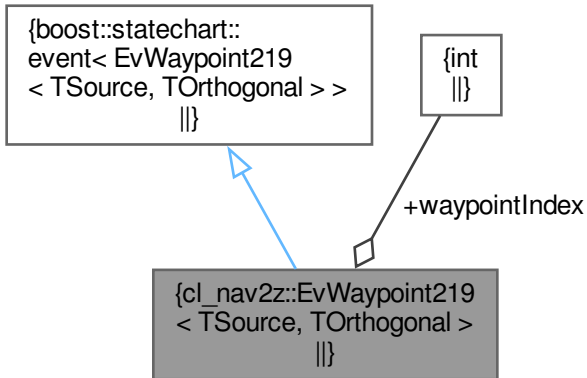 {boost::statechart::
event< EvWaypoint219
< TSource, TOrthogonal > >
||}
{int
||}
+waypointIndex
{cl_nav2z::EvWaypoint219
< TSource, TOrthogonal >
||}